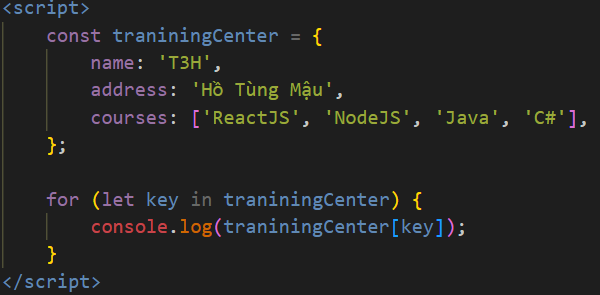 <script>
const traniningCenter = {
name: 'T3H',
address: 'Hồ Tùng Mậu',
courses: ['ReactJS', 'NodeJS', 'Java', 'C#'],
};
for (let key in traniningCenter) {
console.log(traniningCenter[key]);
}
</script>